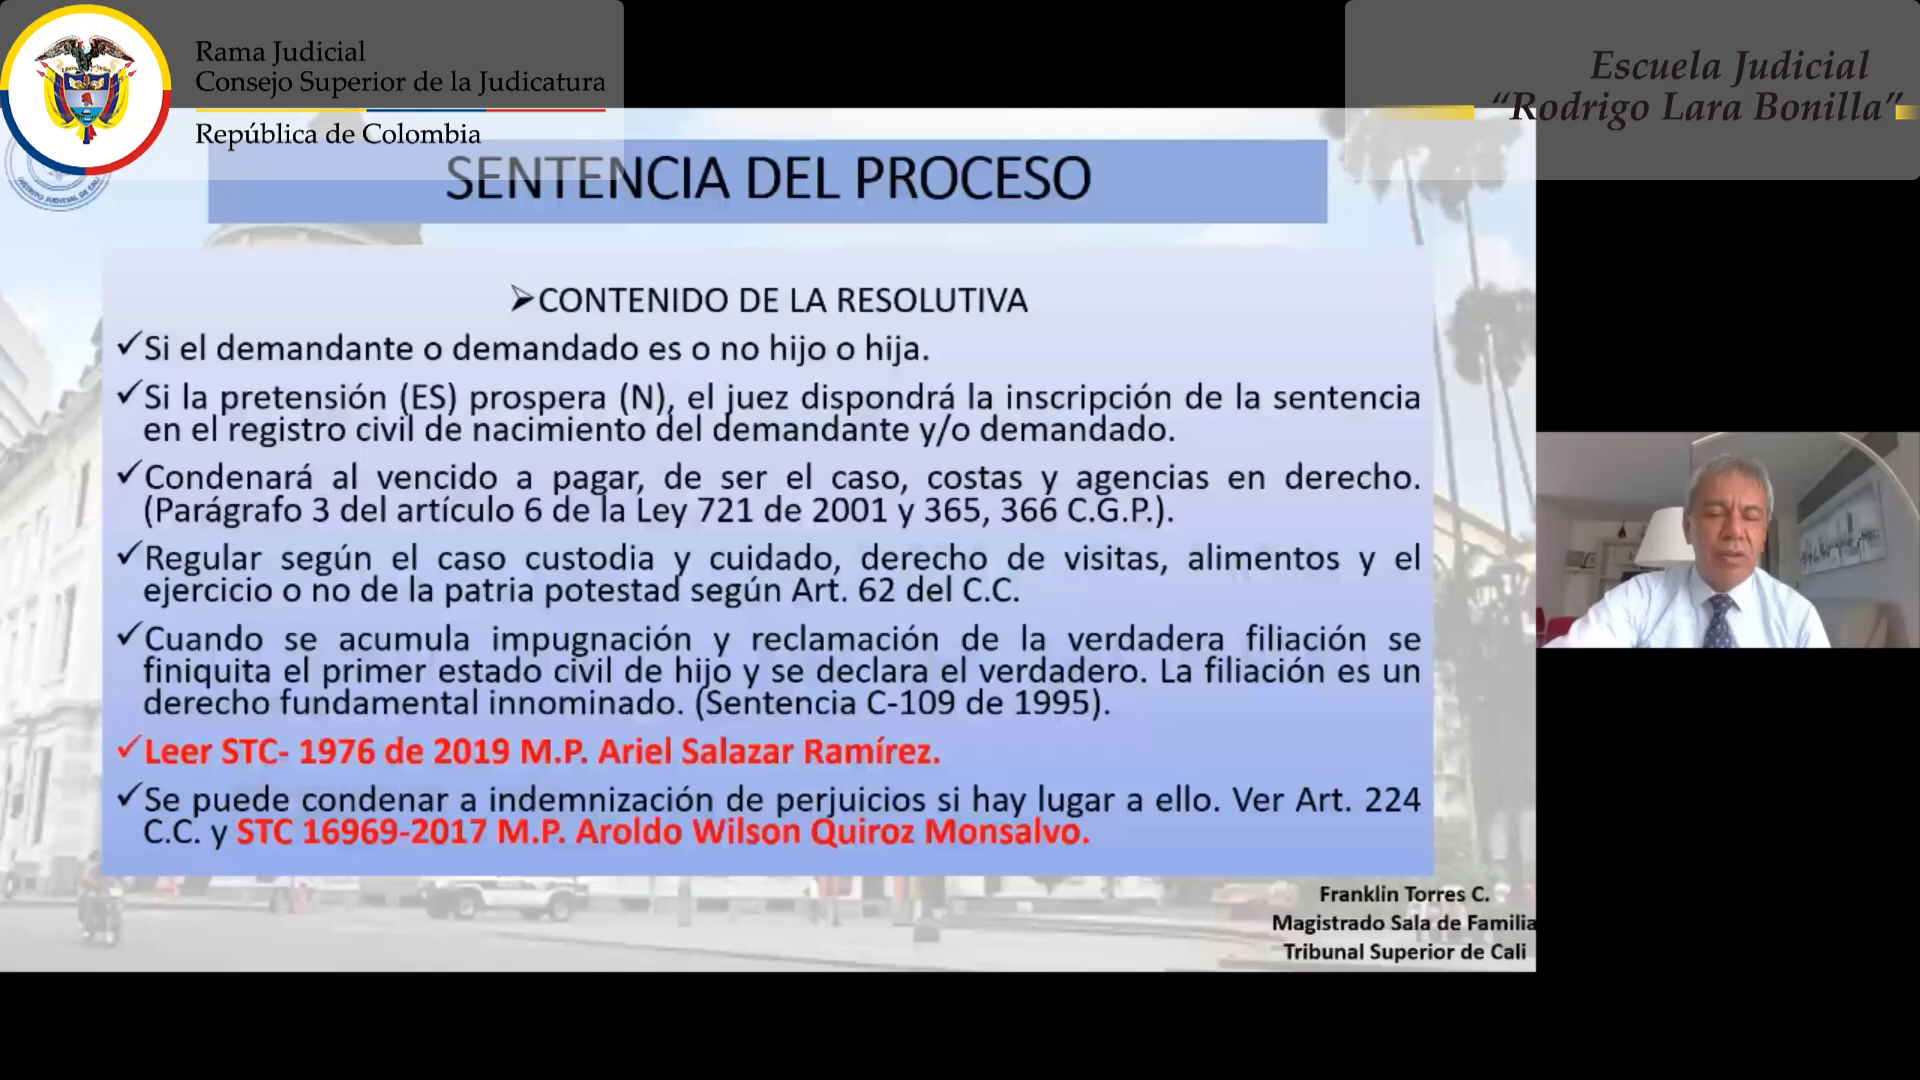 Rama Judicial
Consejo Superior de la Judicatura
República de Colombia
Escuela Judicial
“Rodrigo Lara Bonilla”
SENTENCIA DEL PROCESO
➢CONTENIDO DE LA RESOLUTIVA
✓Si el demandante o demandado es o no hijo o hija.
✓Si la pretensión (ES) prospera (N), el juez dispondrá la inscripción de la sentencia
en el registro civil de nacimiento del demandante y/o demandado.
✓Condenará al vencido a pagar, de ser el caso, costas y agencias en derecho.
(Parágrafo 3 del artículo 6 de la Ley 721 de 2001 y 365, 366 C.G.P.).
✓Regular según el caso custodia y cuidado, derecho de visitas, alimentos y el
ejercicio o no de la patria potestad según Art. 62 del C.C.
✓Cuando se acumula impugnación y reclamación de la verdadera filiación se
finiquita el primer estado civil de hijo y se declara el verdadero. La filiación es un
derecho fundamental innominado. (Sentencia C-109 de 1995).
✓Leer STC- 1976 de 2019 M.P. Ariel Salazar Ramírez.
✓Se puede condenar a indemnización de perjuicios si hay lugar a ello. Ver Art. 224
C.C. y STC 16969-2017 M.P. Aroldo Wilson Quiroz Monsalvo.
Franklin Torres C.
Magistrado Sala de Familia
Tribunal Superior de Cali